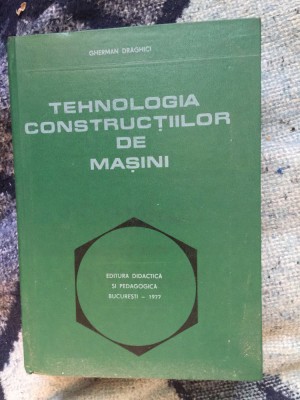 GHERMAN DRAGHICI
TEHNOLOGIA
CONSTRUCȚIILOR
DE
MAȘINI
EDITURA DIDACTICĂ
ȘI PEDAGOGICĂ
BUCUREȘTI – 1977